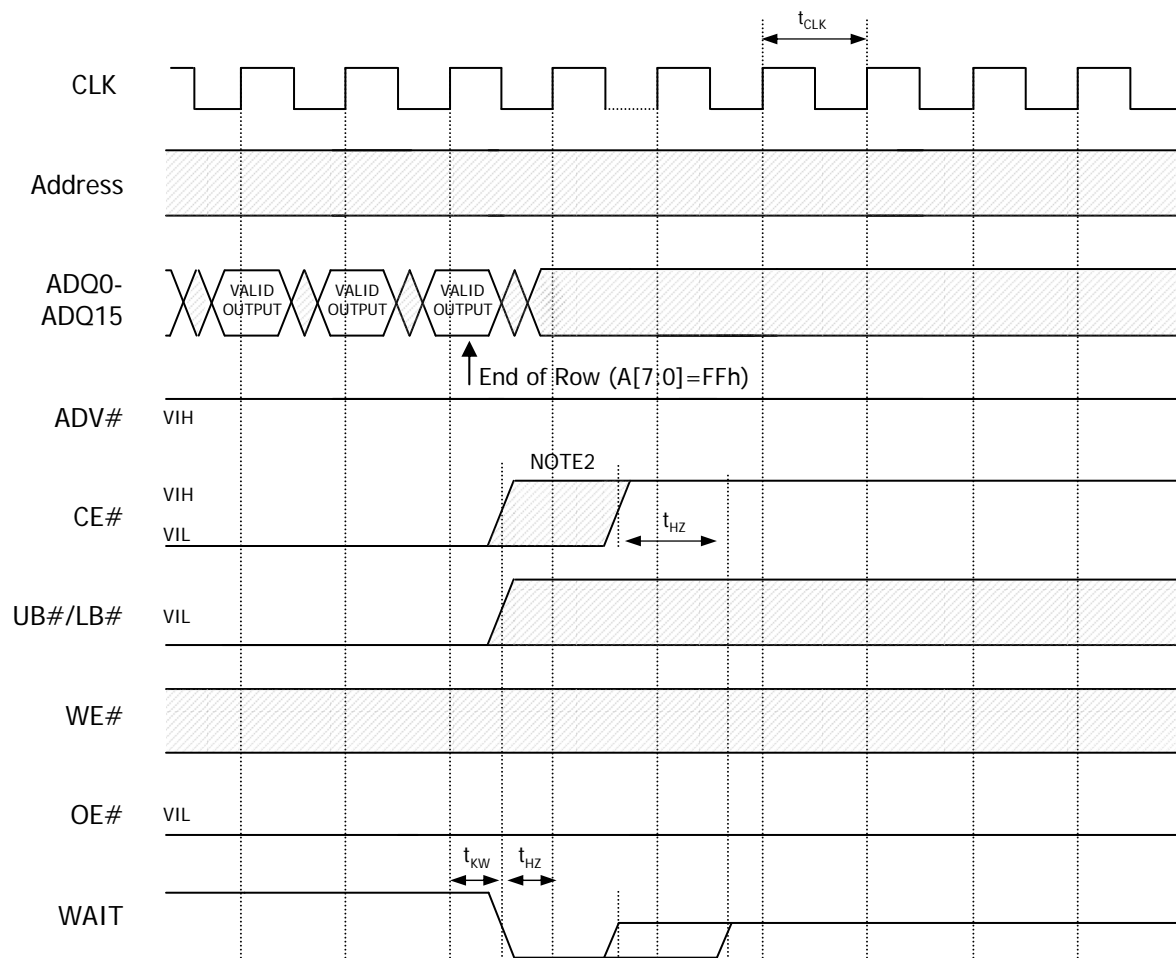 tCLK
CLK
Address
ADQ0-
ADQ15
VALID
OUTPUT
VALID
OUTPUT
VALID
OUTPUT
End of Row (A[7:0]=FFh)
ADV#
VIH
NOTE2
CE#
VIH
VIL
tHZ
UB#/LB#
VIL
WE#
OE#
VIL
tKW
tHZ
WAIT